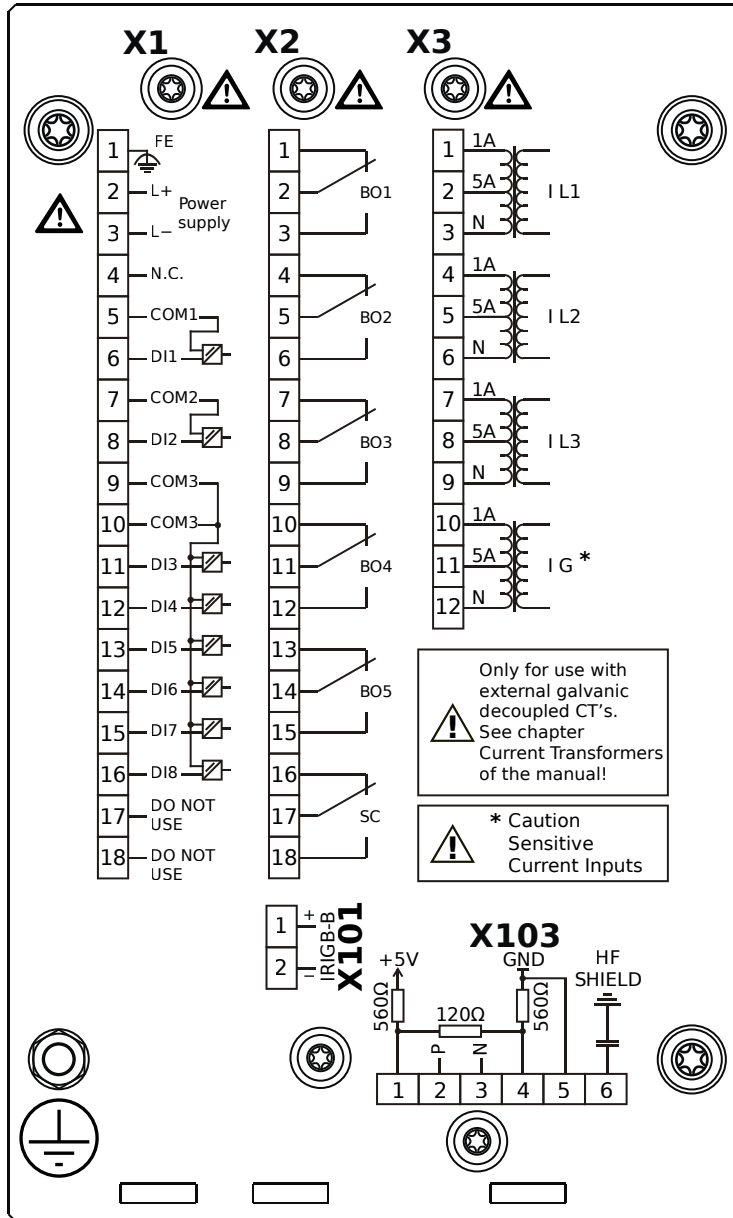 X1 X2 X3
1 FE
2 L+
Power
supply
3 L−
4 N.C.
5 COM1
6 DI1
7 COM2
8 DI2
9 COM3
10 COM3
11 DI3
12 DI4
13 DI5
14 DI6
15 DI7
16 DI8
17 DO NOT
USE
18 DO NOT
USE
1
2 BO1
3
4
5 BO2
6
7
8 BO3
9
10
11 BO4
12
13
14 BO5
15
16
17 SC
18
1 1A
2 5A I L1
3 N
4 1A
5 5A I L2
6 N
7 1A
8 5A I L3
9 N
10 1A
11 5A I G *
12 N
Only for use with
external galvanic
decoupled CT's.
See chapter
Current Transformers
of the manual!
* Caution
Sensitive
Current Inputs
1 +
2 −
IRIGB-B
X101
X103
+5V GND HF
SHIELD
560Ω 120Ω 560Ω
P N
1 2 3 4 5 6